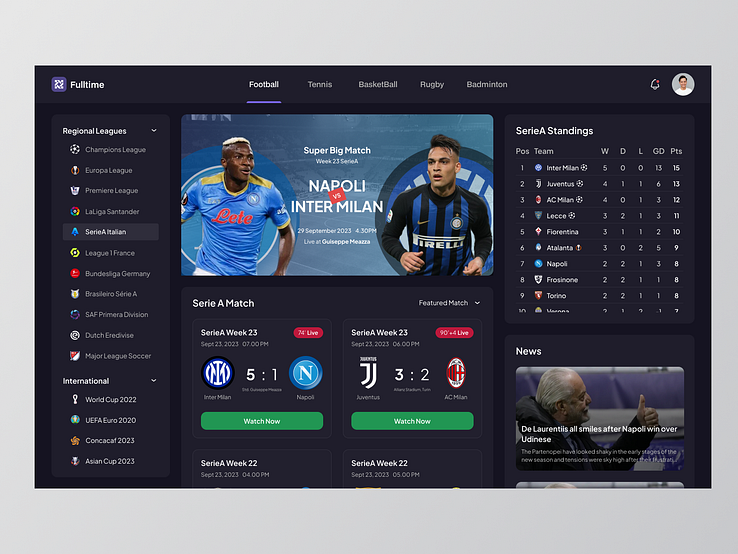 Fulltime
Football
Tennis
BasketBall
Rugby
Badminton
Regional Leagues
Champions League
Europa League
Premiere League
LaLiga Santander
SerieA Italian
League 1 France
Bundesliga Germany
Brasileiro Série A
SAF Primera Division
Dutch Eredivise
Major League Soccer
International
World Cup 2022
UEFA Euro 2020
Concacaf 2023
Asian Cup 2023
Super Big Match
Week 23 SerieA
NAPOLI
VS
INTER MILAN
29 September 2023 4.30PM
Live at Guiseppe Meazza
Lete
PIRELLI
Serie A Match
Featured Match
SerieA Week 23
74' Live
Sept 23, 2023 07.00 PM
5 : 1
Std. Guiseppe Meazza
Inter Milan
N
Napoli
Watch Now
SerieA Week 23
90'+4 Live
Sept 23, 2023 06.00 PM
JUVENTUS
3 : 2
Allianz Stadium, Turin
Juventus
AC Milan
Watch Now
SerieA Week 22
Sept 23, 2023 04.00 PM
SerieA Week 22
Sept 23, 2023 05.00 PM
SerieA Standings
Pos Team W D L GD Pts
1 Inter Milan 5 0 0 13 15
2 Juventus 4 1 1 6 13
3 AC Milan 4 0 1 3 12
4 Lecce 3 2 1 3 11
5 Fiorentina 3 1 1 2 10
6 Atalanta 3 0 2 5 9
7 Napoli 2 2 1 3 8
8 Frosinone 2 2 1 3 8
9 Torino 2 2 1 1 8
10 Verona 2 1 2 -1 7
News
De Laurentiis all smiles after Napoli win over
Udinese
The Partenopei have looked shaky in the early stages of the
new season and tensions were sky high after their frustrati...